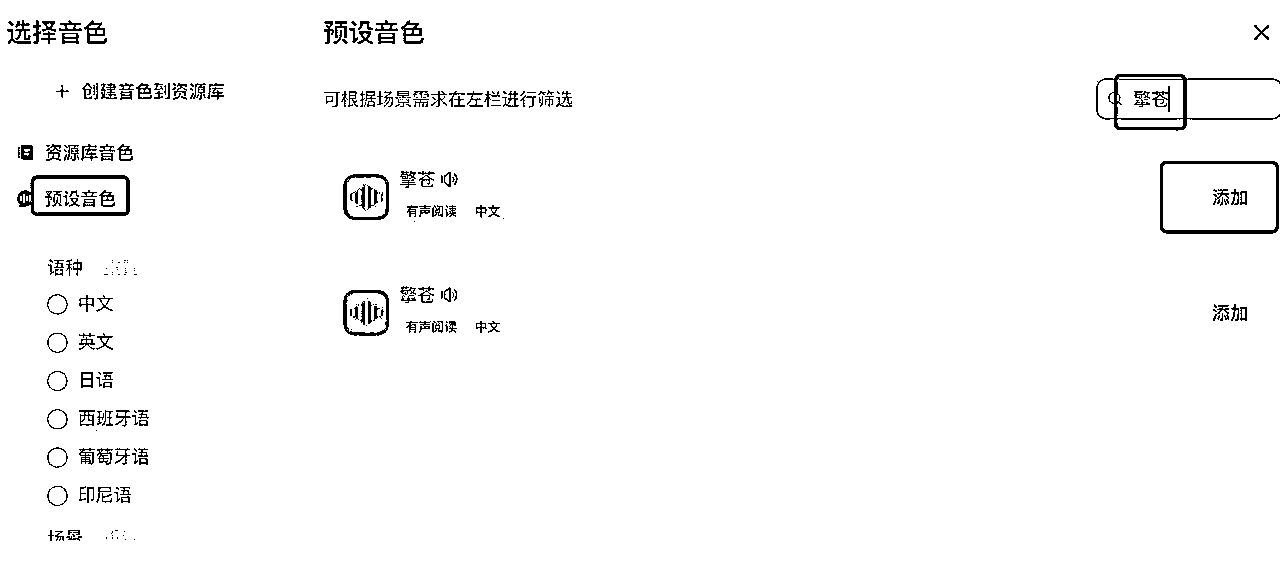 选择音色
+ 创建音色到资源库
资源库音色
预设音色
语种
中文
英文
日语
西班牙语
葡萄牙语
印尼语
场景
预设音色
可根据场景需求在左栏进行筛选
擎苍
擎苍
有声阅读 中文
添加
擎苍
有声阅读 中文
添加